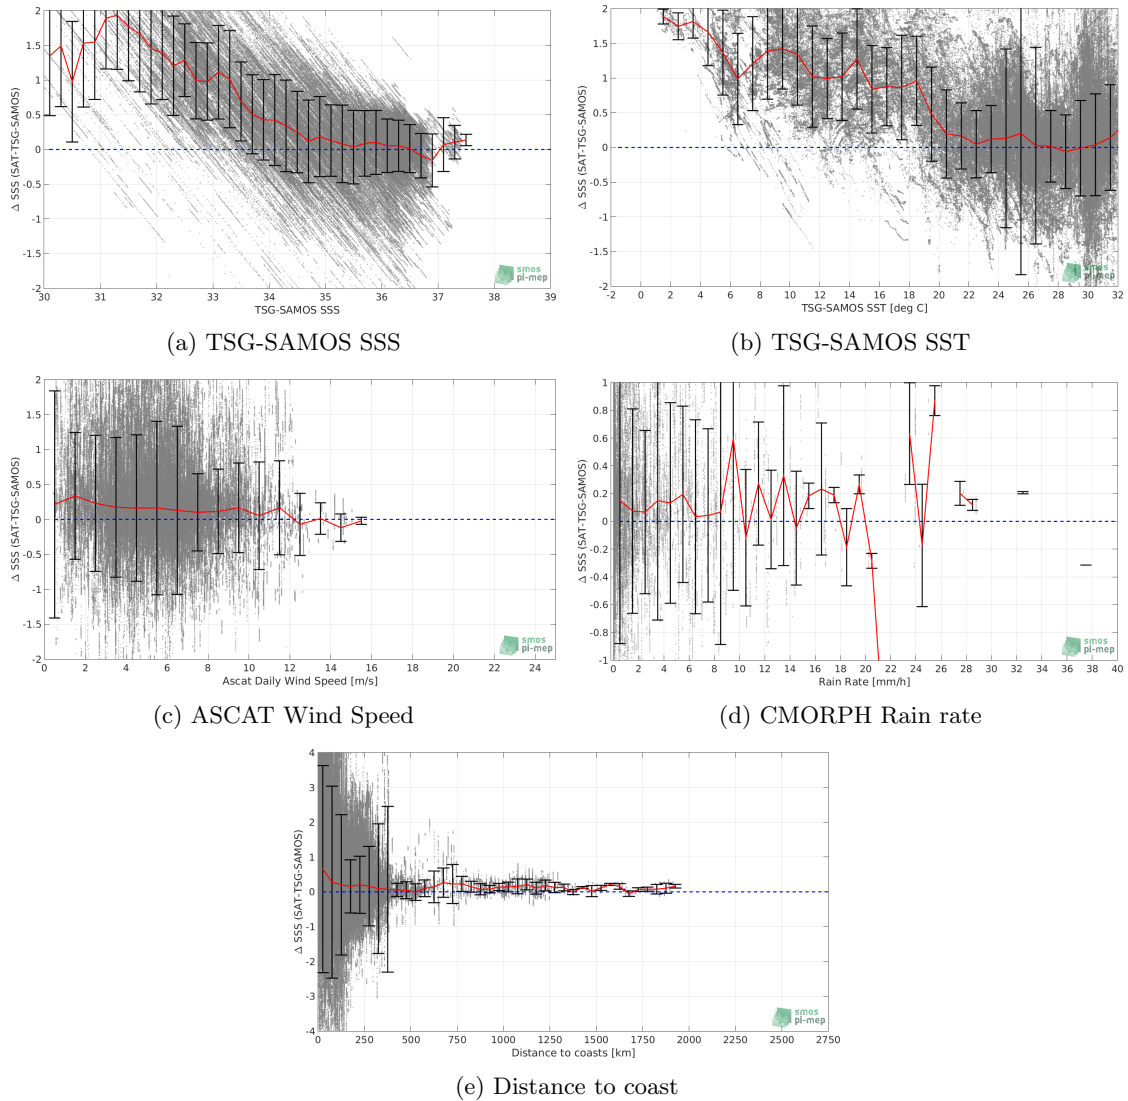 2
1.5
1
0.5
0
-0.5
-1
-1.5
-2
Δ SSS (SAT-TSG-SAMOS)
30 31 32 33 34 35 36 37 38 39
TSG-SAMOS SSS
smos
pi-mep
(a) TSG-SAMOS SSS
2
1.5
1
0.5
0
-0.5
-1
-1.5
-2
Δ SSS (SAT-TSG-SAMOS)
-2 0 2 4 6 8 10 12 14 16 18 20 22 24 26 28 30 32
TSG-SAMOS SST [deg C]
smos
pi-mep
(b) TSG-SAMOS SST
2
1.5
1
0.5
0
-0.5
-1
-1.5
-2
Δ SSS (SAT-TSG-SAMOS)
0 2 4 6 8 10 12 14 16 18 20 22 24
Ascat Daily Wind Speed [m/s]
smos
pi-mep
(c) ASCAT Wind Speed
1
0.8
0.6
0.4
0.2
0
-0.2
-0.4
-0.6
-0.8
-1
Δ SSS (SAT-TSG-SAMOS)
0 2 4 6 8 10 12 14 16 18 20 22 24 26 28 30 32 34 36 38 40
Rain Rate [mm/h]
smos
pi-mep
(d) CMORPH Rain rate
4
3
2
1
0
-1
-2
-3
-4
Δ SSS (SAT-TSG-SAMOS)
0 250 500 750 1000 1250 1500 1750 2000 2250 2500 2750
Distance to coasts [km]
smos
pi-mep
(e) Distance to coast